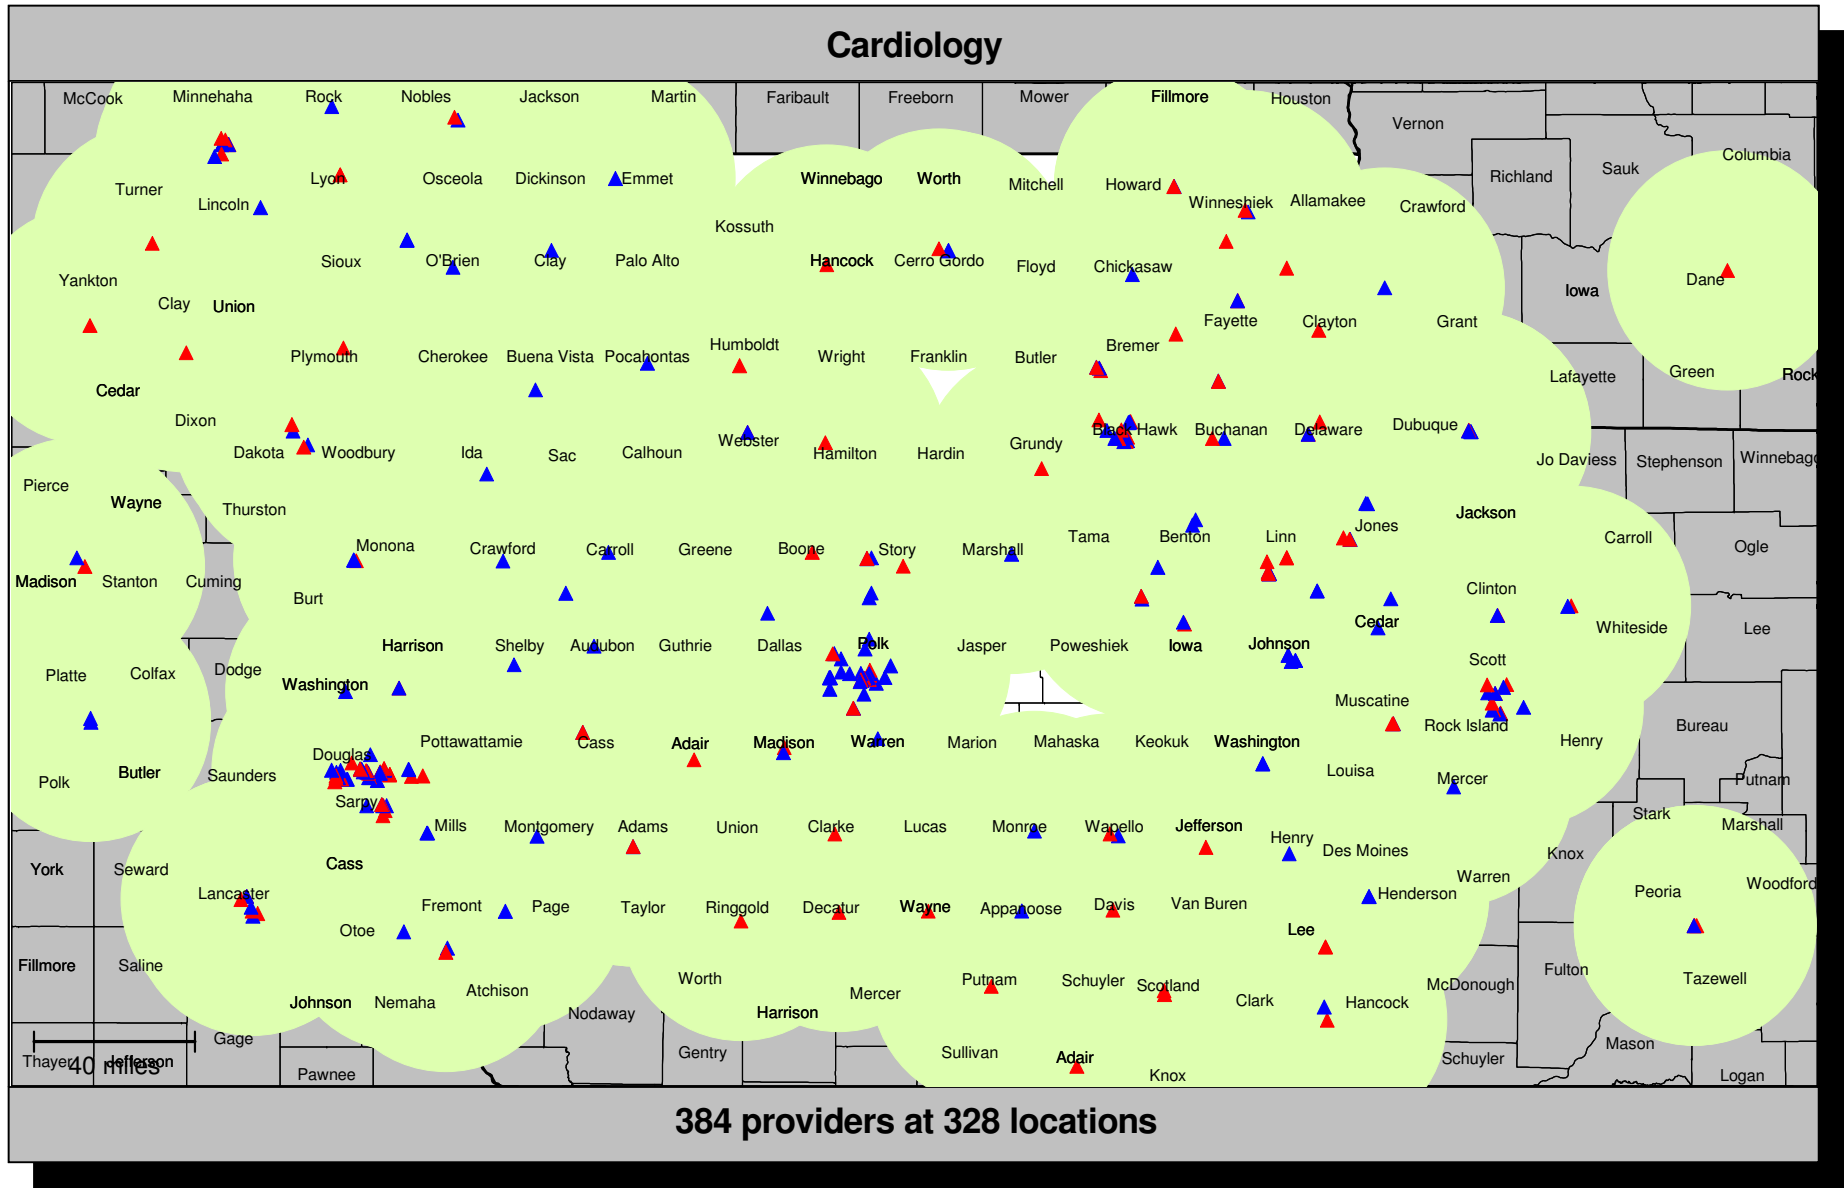 Cardiology
McCook Minnehaha Rock Nobles Jackson Martin Faribault Freeborn Mower Fillmore Houston
Vernon
Columbia
Sauk
Richland
Turner Lincoln Lyon Osceola Dickinson Emmet Winnebago Worth Mitchell Howard
Winneshiek Allamakee Crawford
Kossuth
Yankton Sioux O'Brien Clay Palo Alto Hancock Cerro Gordo Floyd Chickasaw Dane
Iowa
Clay Union
Fayette Clayton Grant
Plymouth Cherokee Buena Vista Pocahontas Humboldt Wright Franklin Butler Bremer
Lafayette Green Rock
Cedar
Dixon
Dakota Woodbury Ida Sac Calhoun Webster Hamilton Hardin Grundy Black Hawk Buchanan Delaware Dubuque
Jo Daviess Stephenson Winnebago
Pierce
Wayne
Thurston
Jackson
Monona Crawford Carroll Greene Boone Story Marshall Tama Benton Linn Jones
Carroll Ogle
Madison Stanton Cuming
Burt
Clinton
Whiteside Lee
Harrison Shelby Audubon Guthrie Dallas Polk Jasper Poweshiek Iowa Johnson Cedar
Scott
Platte Colfax Dodge
Washington
Muscatine
Rock Island
Bureau
Henry
Douglas Pottawattamie Cass Adair Madison Warren Marion Mahaska Keokuk Washington
Louisa
Mercer
Putnam
Polk Butler Saunders
Sarpy
Stark
Marshall
Mills Montgomery Adams Union Clarke Lucas Monroe Wapello Jefferson Henry
Des Moines Knox
York Seward Cass
Warren
Peoria Woodford
Lancaster
Henderson
Fremont Page Taylor Ringgold Decatur Wayne Appanoose Davis Van Buren
Otoe
Lee
Fillmore Saline
Fulton
Tazewell
Worth Putnam Schuyler Scotland McDonough
Johnson Nemaha Atchison
Mercer
Clark Hancock
Nodaway Harrison
Gage
Mason
Gentry Sullivan Adair Schuyler
Thayer Jefferson
40 miles
Pawnee Knox Logan
384 providers at 328 locations